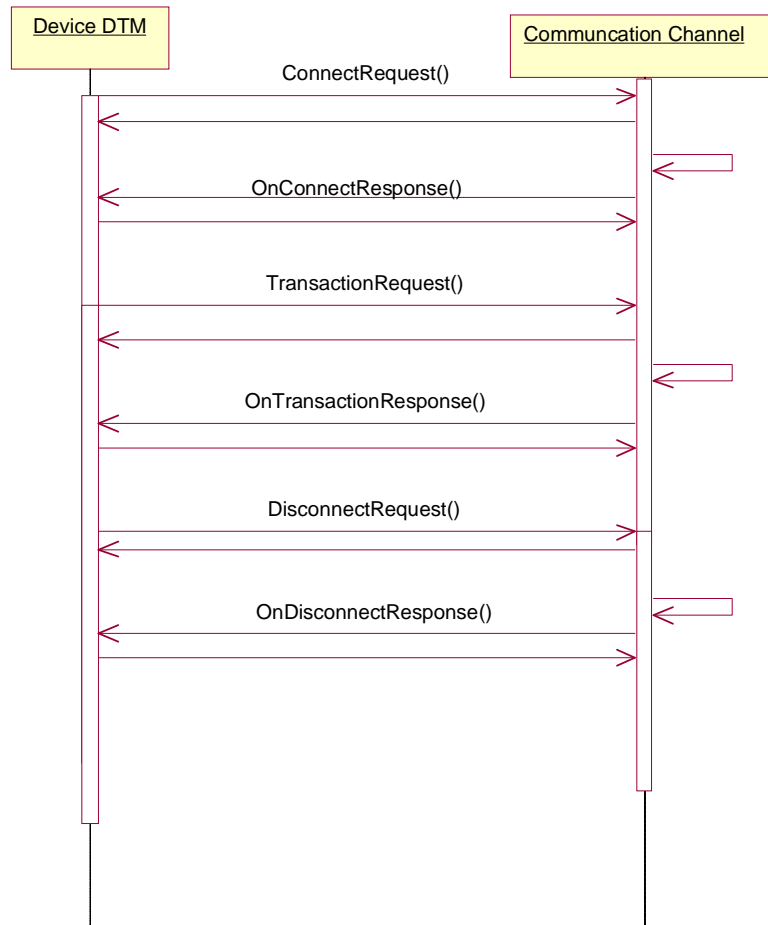 Device DTM
Communcation Channel
ConnectRequest()
OnConnectResponse()
TransactionRequest()
OnTransactionResponse()
DisconnectRequest()
OnDisconnectResponse()